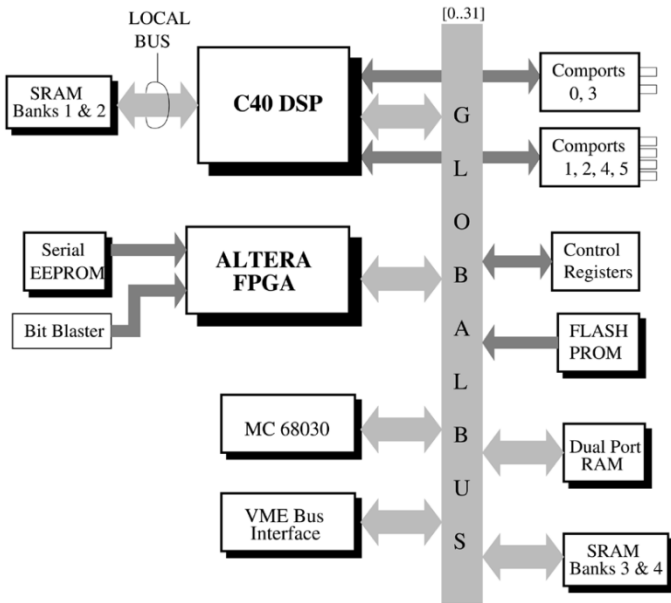 [0..31]
LOCAL
BUS
SRAM
Banks 1 & 2
C40 DSP
Comports
0, 3
Comports
1, 2, 4, 5
Serial
EEPROM
Bit Blaster
ALTERA
FPGA
Control
Registers
FLASH
PROM
MC 68030
Dual Port
RAM
VME Bus
Interface
SRAM
Banks 3 & 4
GLOBAL BUS